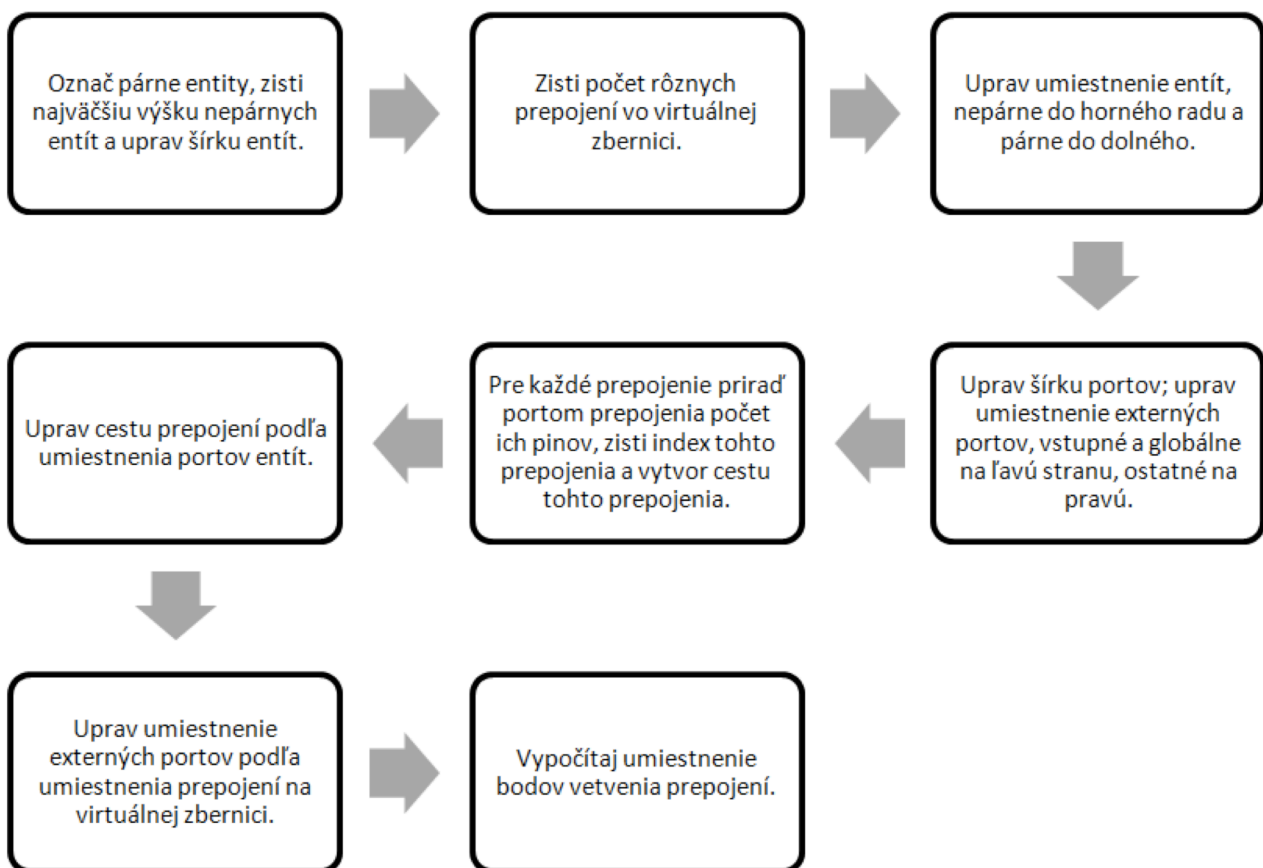 Označ párne entity, zisti
najväčšiu výšku nepárnych
entít a uprav šírku entít.
Zisti počet rôznych
prepojení vo virtuálnej
zbernici.
Uprav umiestnenie entít,
nepárne do horného radu a
párne do dolného.
Uprav šírku portov; uprav
umiestnenie externých
portov, vstupné a globálne
na ľavú stranu, ostatné na
pravú.
Pre každé prepojenie priraď
portom prepojenia počet
ich pinov, zisti index tohto
prepojenia a vytvor cestu
tohto prepojenia.
Uprav cestu prepojení podľa
umiestnenia portov entít.
Uprav umiestnenie
externých portov podľa
umiestnenia prepojení na
virtuálnej zbernici.
Vypočítaj umiestnenie
bodov vetvenia prepojení.